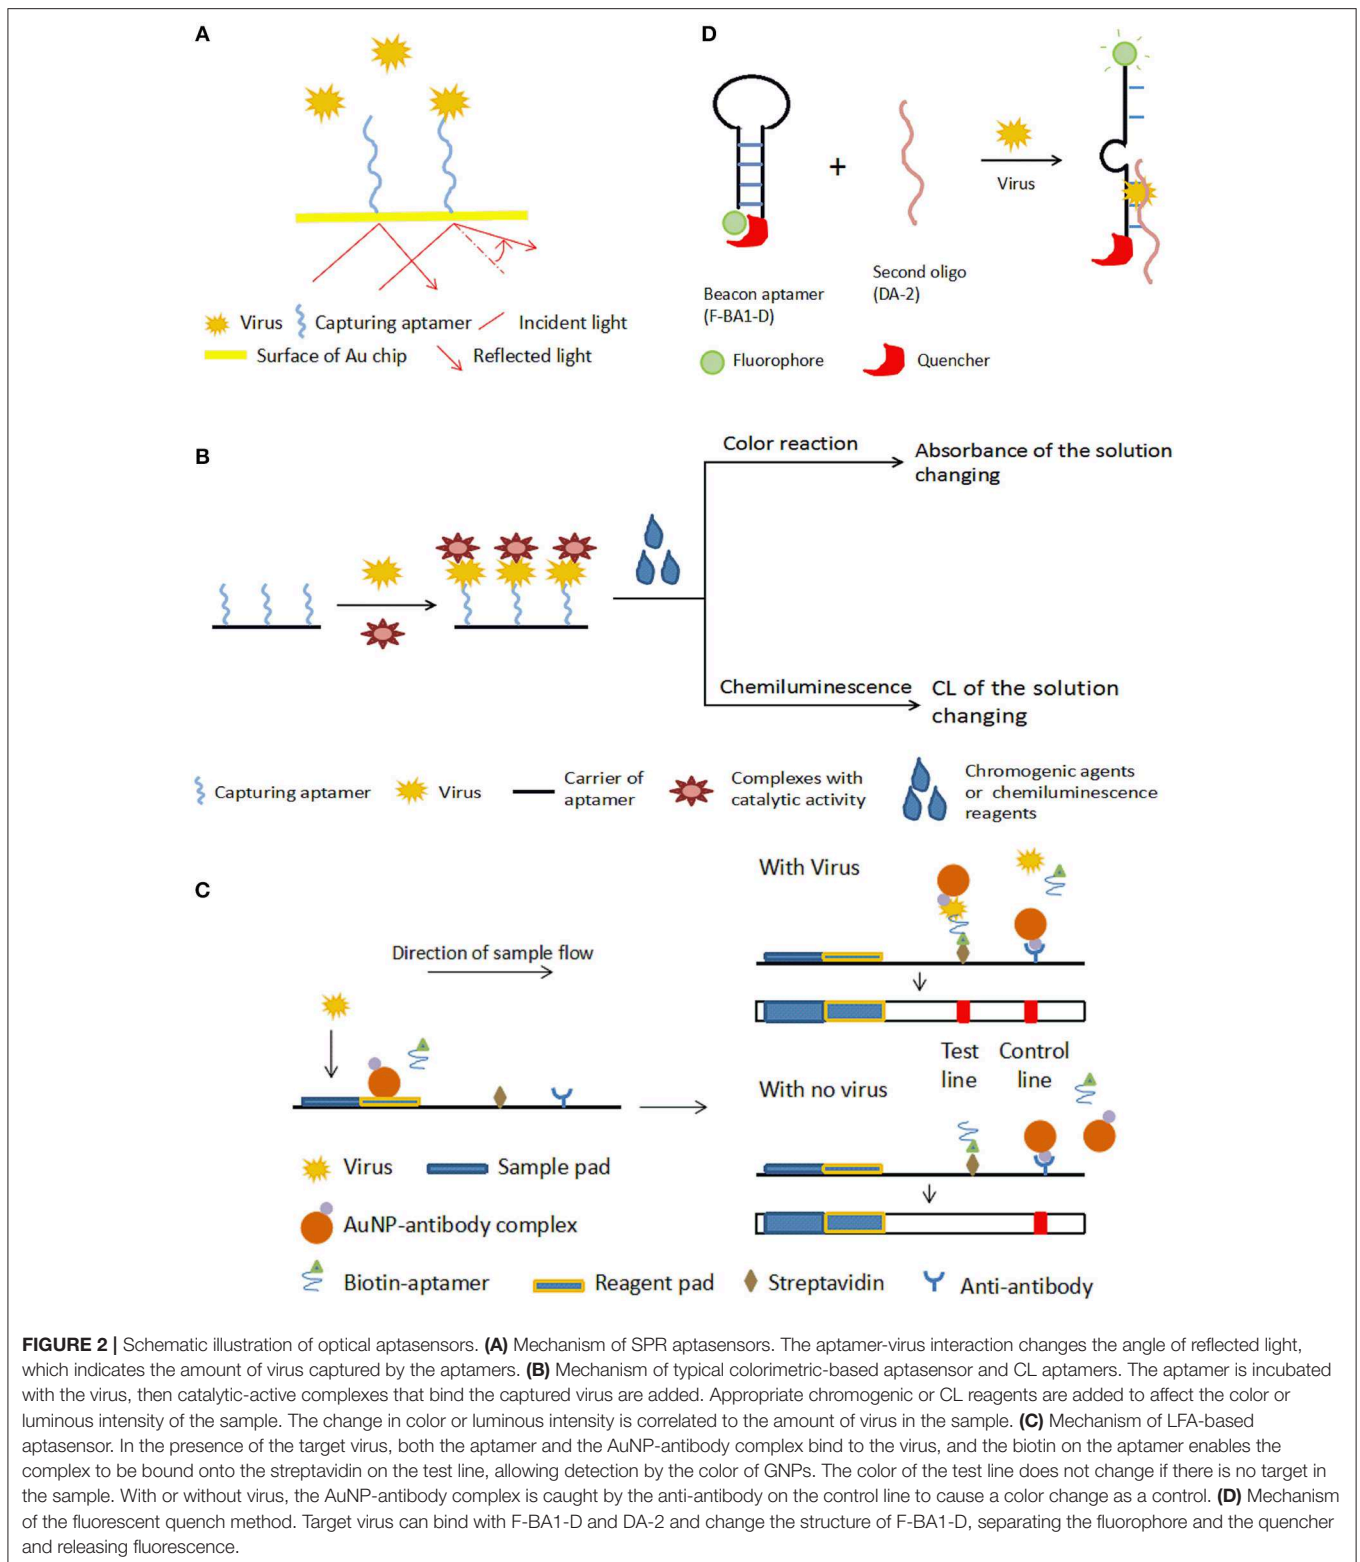 A
D
+
Virus
Second oligo
(DA-2)
Beacon aptamer
(F-BA1-D)
Virus
Capturing aptamer
Incident light
Surface of Au chip
Reflected light
Fluorophore
Quencher
B
Color reaction
Absorbance of the solution
changing
Chemiluminescence
CL of the solution
changing
Capturing aptamer
Virus
Carrier of
aptamer
Complexes with
catalytic activity
Chromogenic agents
or chemiluminescence
reagents
C
With Virus
Direction of sample flow
Test
line
Control
line
With no virus
Virus
Sample pad
AuNP-antibody complex
Biotin-aptamer
Reagent pad
Streptavidin
Anti-antibody
FIGURE 2 | Schematic illustration of optical aptasensors. (A) Mechanism of SPR aptasensors. The aptamer-virus interaction changes the angle of reflected light,
which indicates the amount of virus captured by the aptamers. (B) Mechanism of typical colorimetric-based aptasensor and CL aptamers. The aptamer is incubated
with the virus, then catalytic-active complexes that bind the captured virus are added. Appropriate chromogenic or CL reagents are added to affect the color or
luminous intensity of the sample. The change in color or luminous intensity is correlated to the amount of virus in the sample. (C) Mechanism of LFA-based
aptasensor. In the presence of the target virus, both the aptamer and the AuNP-antibody complex bind to the virus, and the biotin on the aptamer enables the
complex to be bound onto the streptavidin on the test line, allowing detection by the color of GNPs. The color of the test line does not change if there is no target in
the sample. With or without virus, the AuNP-antibody complex is caught by the anti-antibody on the control line to cause a color change as a control. (D) Mechanism
of the fluorescent quench method. Target virus can bind with F-BA1-D and DA-2 and change the structure of F-BA1-D, separating the fluorophore and the quencher
and releasing fluorescence.